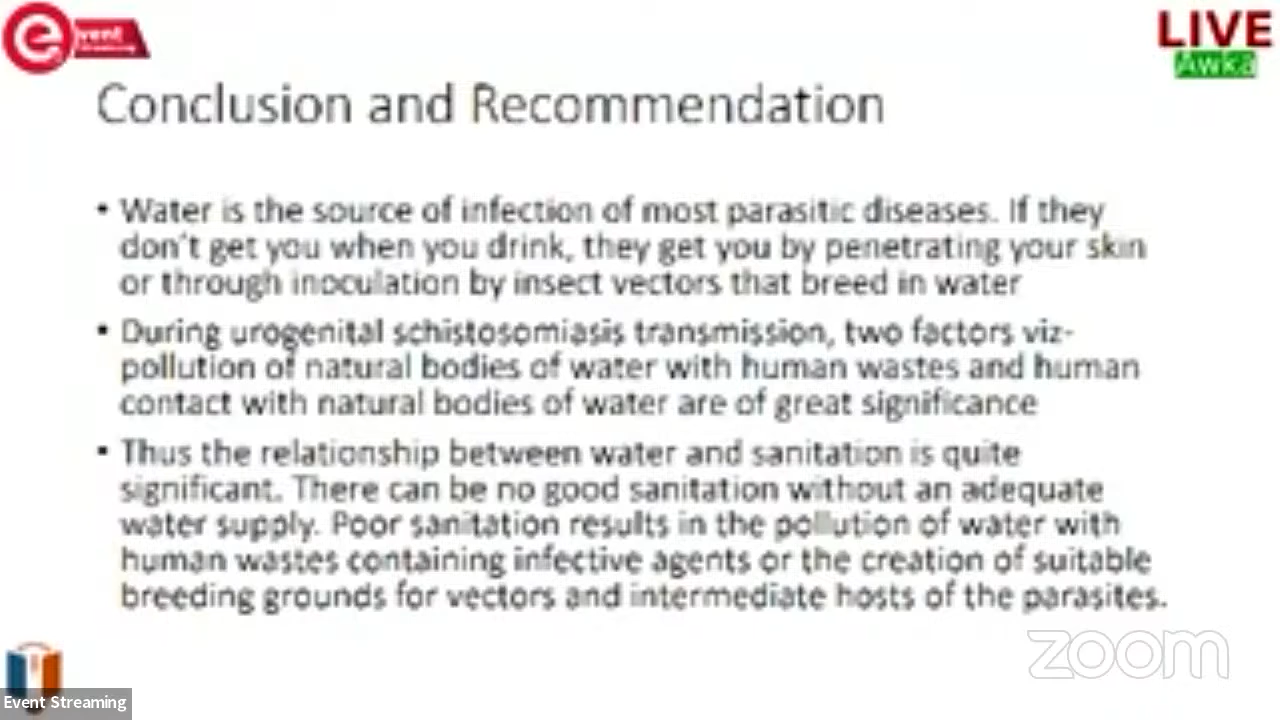 event
Streaming
LIVE
Awka
Conclusion and Recommendation
• Water is the source of infection of most parasitic diseases. If they
don't get you when you drink, they get you by penetrating your skin
or through inoculation by insect vectors that breed in water
• During urogenital schistosomiasis transmission, two factors viz-
pollution of natural bodies of water with human wastes and human
contact with natural bodies of water are of great significance
• Thus the relationship between water and sanitation is quite
significant. There can be no good sanitation without an adequate
water supply. Poor sanitation results in the pollution of water with
human wastes containing infective agents or the creation of suitable
breeding grounds for vectors and intermediate hosts of the parasites.
zoom
Event Streaming